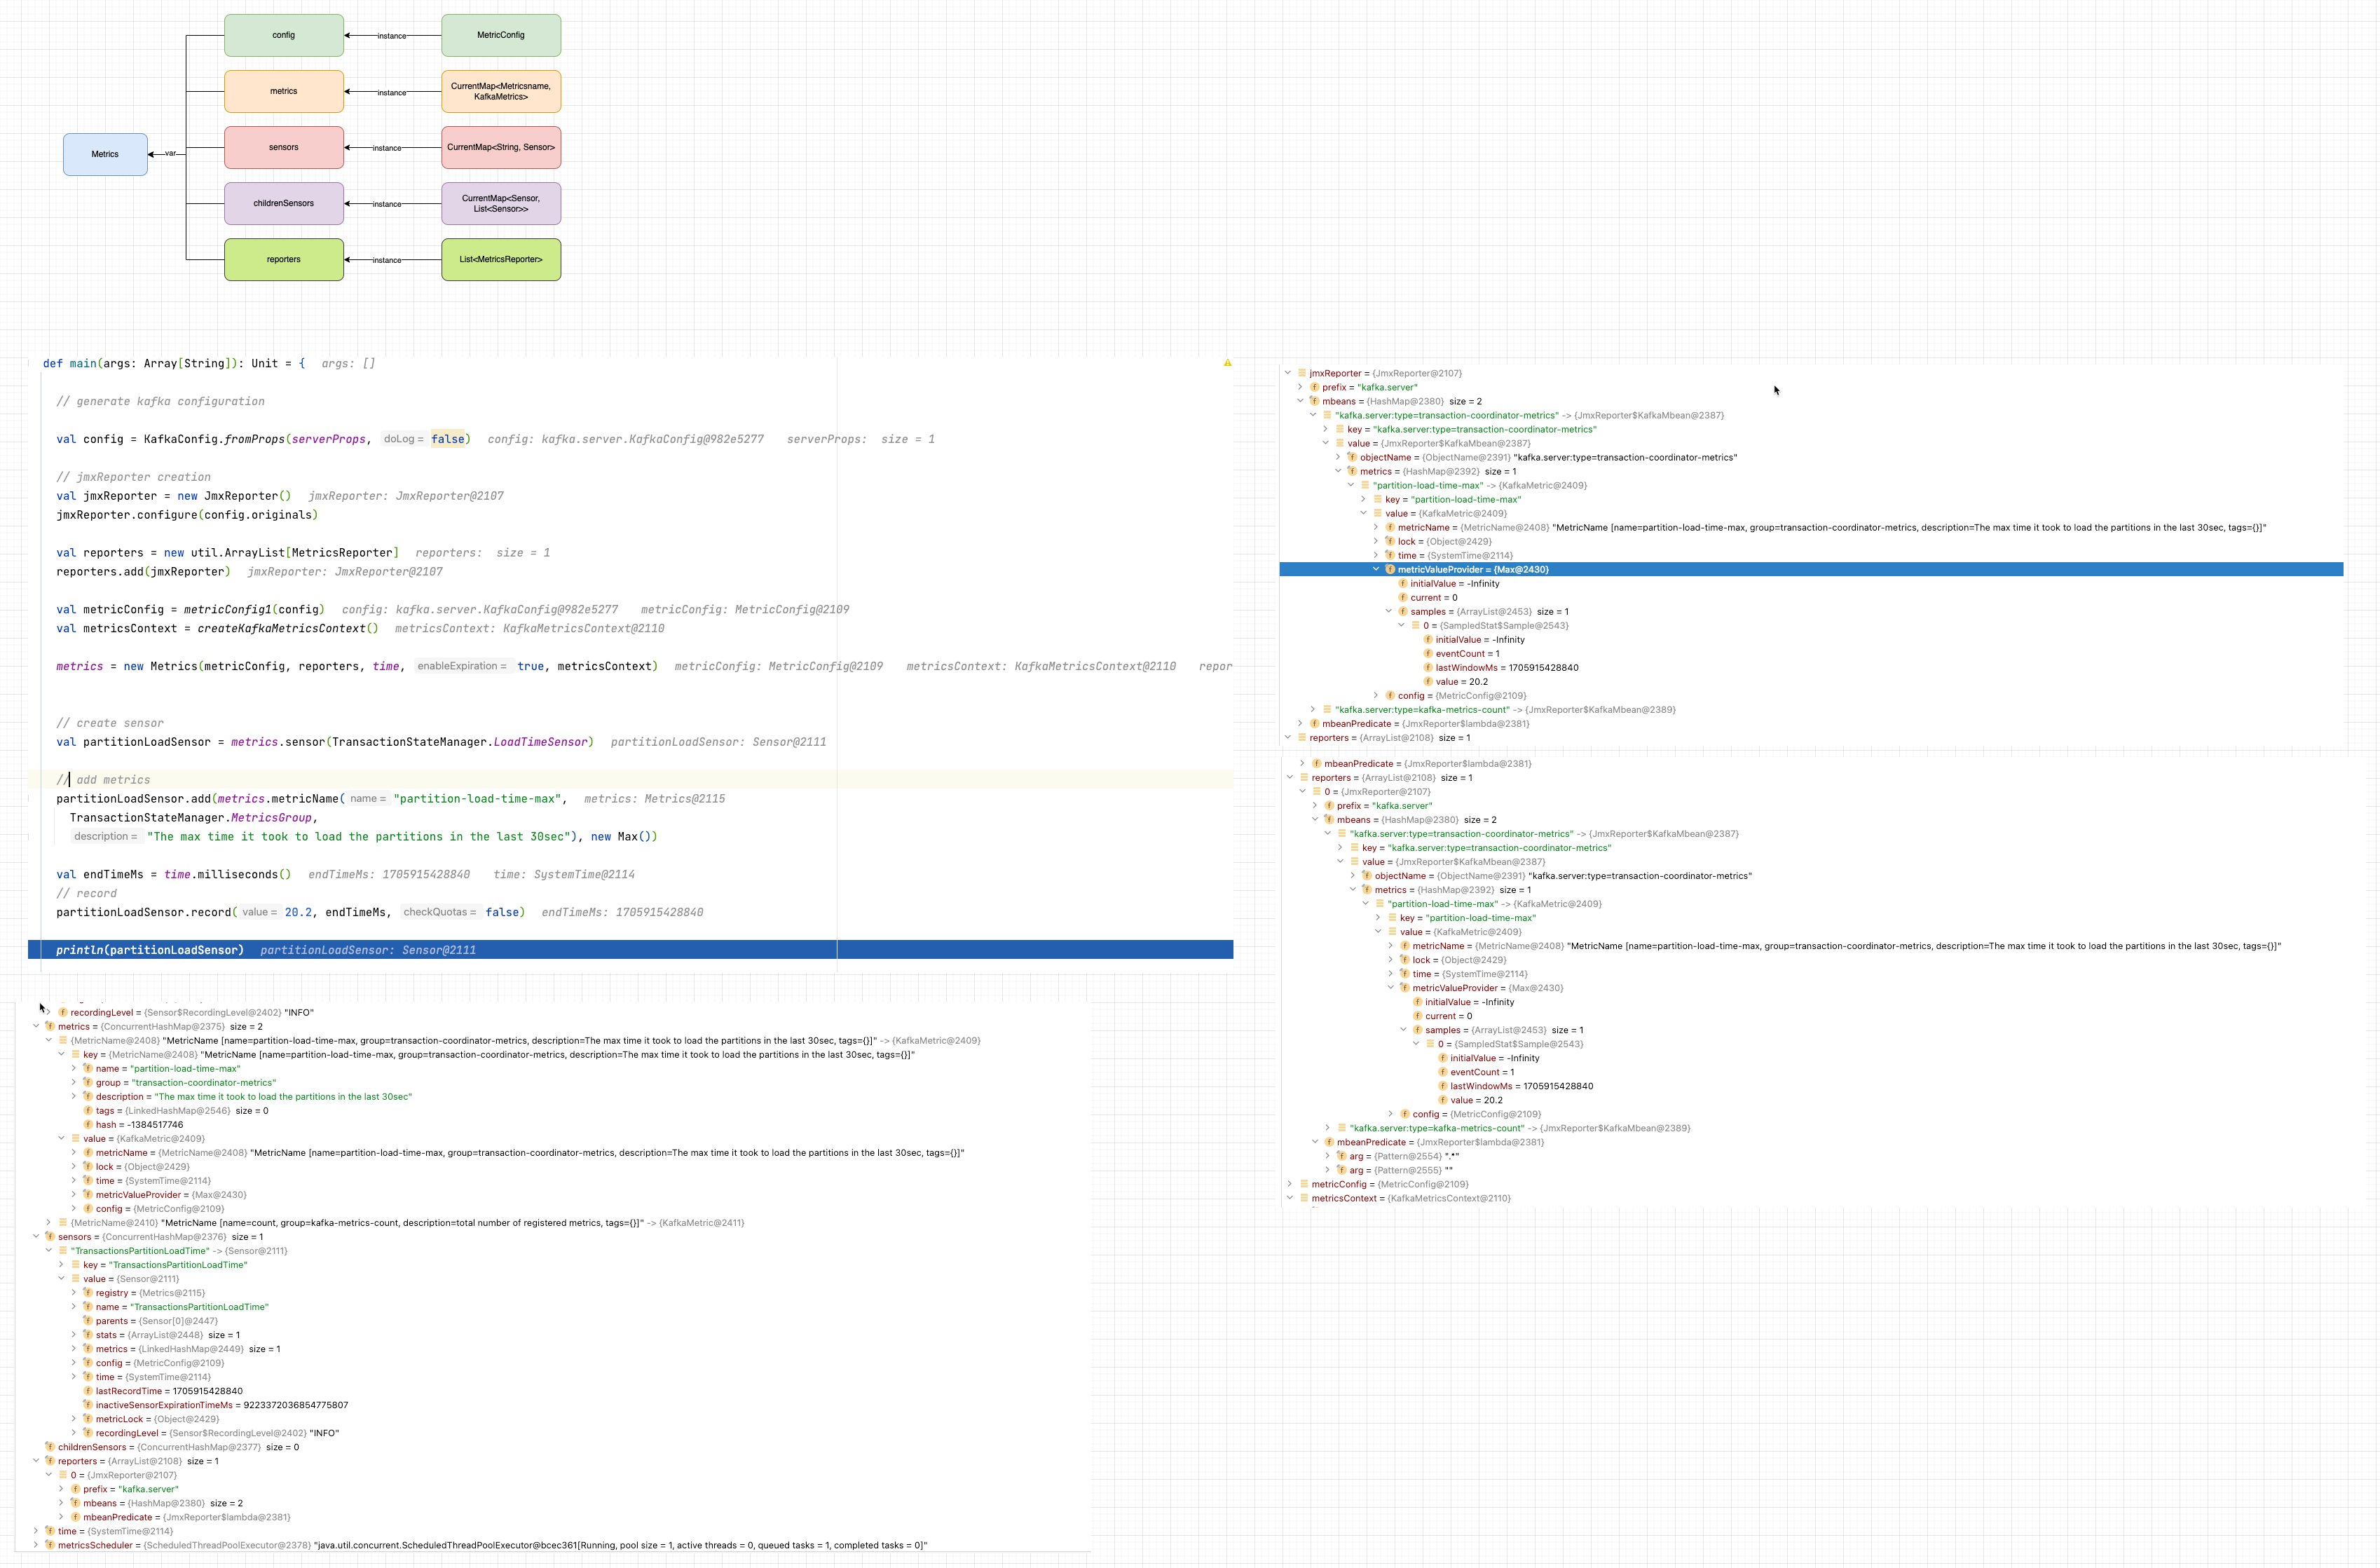 config
instance
MetricConfig
metrics
instance
CurrentMap<Metricsname,
KafkaMetrics>
Metrics
var
sensors
instance
CurrentMap<String, Sensor>
childrenSensors
instance
CurrentMap<Sensor,
List<Sensor>>
reporters
instance
List<MetricsReporter>
def main(args: Array[String]): Unit = { args: []
// generate kafka configuration
val config = KafkaConfig.fromProps(serverProps, doLog = false) config: kafka.server.KafkaConfig@982e5277 serverProps: size = 1
// jmxReporter creation
val jmxReporter = new JmxReporter() jmxReporter: JmxReporter@2107
jmxReporter.configure(config.originals)
val reporters = new util.ArrayList[MetricsReporter] reporters: size = 1
reporters.add(jmxReporter) jmxReporter: JmxReporter@2107
val metricConfig = metricConfig1(config) config: kafka.server.KafkaConfig@982e5277 metricConfig: MetricConfig@2109
val metricsContext = createKafkaMetricsContext() metricsContext: KafkaMetricsContext@2110
metrics = new Metrics(metricConfig, reporters, time, enableExpiration = true, metricsContext) metricConfig: MetricConfig@2109 metricsContext: KafkaMetricsContext@2110 repor
// create sensor
val partitionLoadSensor = metrics.sensor(TransactionStateManager.LoadTimeSensor) partitionLoadSensor: Sensor@2111
// add metrics
partitionLoadSensor.add(metrics.metricName( name = "partition-load-time-max", metrics: Metrics@2115
TransactionStateManager.MetricsGroup,
description = "The max time it took to load the partitions in the last 30sec"), new Max())
val endTimeMs = time.milliseconds() endTimeMs: 1705915428840 time: SystemTime@2114
// record
partitionLoadSensor.record( value = 20.2, endTimeMs, checkQuotas = false) endTimeMs: 1705915428840
println(partitionLoadSensor) partitionLoadSensor: Sensor@2111
jmxReporter = {JmxReporter@2107}
prefix = "kafka.server"
mbeans = {HashMap@2380} size = 2
"kafka.server:type=transaction-coordinator-metrics" -> {JmxReporter$KafkaMbean@2387}
key = "kafka.server:type=transaction-coordinator-metrics"
value = {JmxReporter$KafkaMbean@2387}
objectName = {ObjectName@2391} "kafka.server:type=transaction-coordinator-metrics"
metrics = {HashMap@2392} size = 1
"partition-load-time-max" -> {KafkaMetric@2409}
key = "partition-load-time-max"
value = {KafkaMetric@2409}
metricName = {MetricName@2408} "MetricName [name=partition-load-time-max, group=transaction-coordinator-metrics, description=The max time it took to load the partitions in the last 30sec, tags={}]"
lock = {Object@2429}
time = {SystemTime@2114}
metricValueProvider = {Max@2430}
initialValue = -Infinity
current = 0
samples = {ArrayList@2453} size = 1
0 = {SampledStat$Sample@2543}
initialValue = -Infinity
eventCount = 1
lastWindowMs = 1705915428840
value = 20.2
config = {MetricConfig@2109}
"kafka.server:type=kafka-metrics-count" -> {JmxReporter$KafkaMbean@2389}
mbeanPredicate = {JmxReporter$lambda@2381}
reporters = {ArrayList@2108} size = 1
mbeanPredicate = {JmxReporter$lambda@2381}
reporters = {ArrayList@2108} size = 1
0 = {JmxReporter@2107}
prefix = "kafka.server"
mbeans = {HashMap@2380} size = 2
"kafka.server:type=transaction-coordinator-metrics" -> {JmxReporter$KafkaMbean@2387}
key = "kafka.server:type=transaction-coordinator-metrics"
value = {JmxReporter$KafkaMbean@2387}
objectName = {ObjectName@2391} "kafka.server:type=transaction-coordinator-metrics"
metrics = {HashMap@2392} size = 1
"partition-load-time-max" -> {KafkaMetric@2409}
key = "partition-load-time-max"
value = {KafkaMetric@2409}
metricName = {MetricName@2408} "MetricName [name=partition-load-time-max, group=transaction-coordinator-metrics, description=The max time it took to load the partitions in the last 30sec, tags={}]"
lock = {Object@2429}
time = {SystemTime@2114}
metricValueProvider = {Max@2430}
initialValue = -Infinity
current = 0
samples = {ArrayList@2453} size = 1
0 = {SampledStat$Sample@2543}
initialValue = -Infinity
eventCount = 1
lastWindowMs = 1705915428840
value = 20.2
config = {MetricConfig@2109}
"kafka.server:type=kafka-metrics-count" -> {JmxReporter$KafkaMbean@2389}
mbeanPredicate = {JmxReporter$lambda@2381}
arg = {Pattern@2554} ".*"
arg = {Pattern@2555} ""
metricConfig = {MetricConfig@2109}
metricsContext = {KafkaMetricsContext@2110}
recordingLevel = {Sensor$RecordingLevel@2402} "INFO"
metrics = {ConcurrentHashMap@2375} size = 2
{MetricName@2408} "MetricName [name=partition-load-time-max, group=transaction-coordinator-metrics, description=The max time it took to load the partitions in the last 30sec, tags={}]" -> {KafkaMetric@2409}
key = {MetricName@2408} "MetricName [name=partition-load-time-max, group=transaction-coordinator-metrics, description=The max time it took to load the partitions in the last 30sec, tags={}]"
name = "partition-load-time-max"
group = "transaction-coordinator-metrics"
description = "The max time it took to load the partitions in the last 30sec"
tags = {LinkedHashMap@2546} size = 0
hash = -1384517746
value = {KafkaMetric@2409}
metricName = {MetricName@2408} "MetricName [name=partition-load-time-max, group=transaction-coordinator-metrics, description=The max time it took to load the partitions in the last 30sec, tags={}]"
lock = {Object@2429}
time = {SystemTime@2114}
metricValueProvider = {Max@2430}
config = {MetricConfig@2109}
{MetricName@2410} "MetricName [name=count, group=kafka-metrics-count, description=total number of registered metrics, tags={}]" -> {KafkaMetric@2411}
sensors = {ConcurrentHashMap@2376} size = 1
"TransactionsPartitionLoadTime" -> {Sensor@2111}
key = "TransactionsPartitionLoadTime"
value = {Sensor@2111}
registry = {Metrics@2115}
name = "TransactionsPartitionLoadTime"
parents = {Sensor[0]@2447}
stats = {ArrayList@2448} size = 1
metrics = {LinkedHashMap@2449} size = 1
config = {MetricConfig@2109}
time = {SystemTime@2114}
lastRecordTime = 1705915428840
inactiveSensorExpirationTimeMs = 9223372036854775807
metricLock = {Object@2429}
recordingLevel = {Sensor$RecordingLevel@2402} "INFO"
childrenSensors = {ConcurrentHashMap@2377} size = 0
reporters = {ArrayList@2108} size = 1
0 = {JmxReporter@2107}
prefix = "kafka.server"
mbeans = {HashMap@2380} size = 2
mbeanPredicate = {JmxReporter$lambda@2381}
time = {SystemTime@2114}
metricsScheduler = {ScheduledThreadPoolExecutor@2378} "java.util.concurrent.ScheduledThreadPoolExecutor@bcec361[Running, pool size = 1, active threads = 0, queued tasks = 1, completed tasks = 0]"